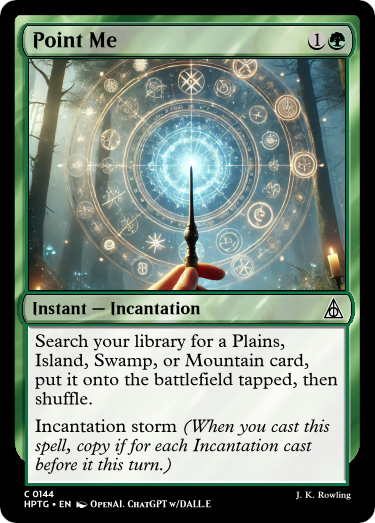 Point Me 1
Instant — Incantation
Search your library for a Plains,
Island, Swamp, or Mountain card,
put it onto the battlefield tapped, then
shuffle.
Incantation storm (When you cast this
spell, copy if for each Incantation cast
before it this turn.)
C 0144
HPTG • EN OpenAI. ChatGPT w/DALL.E
J. K. Rowling